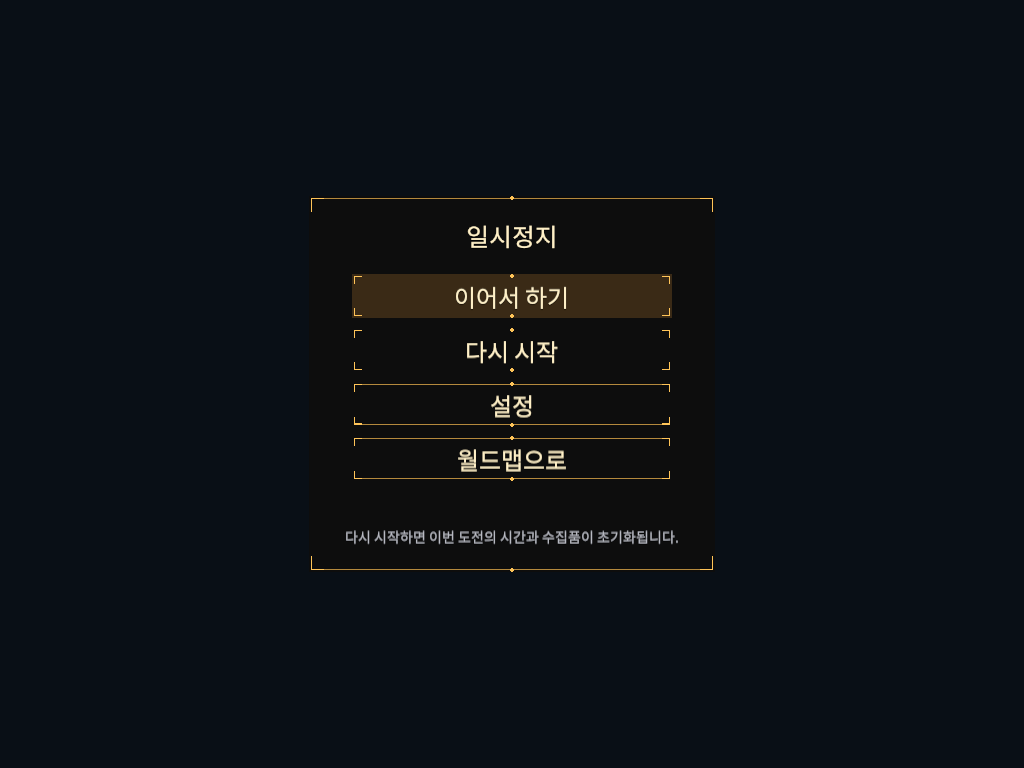 일시정지
이어서 하기
다시 시작
설정
월드맵으로
다시 시작하면 이번 도전의 시간과 수집품이 초기화됩니다.